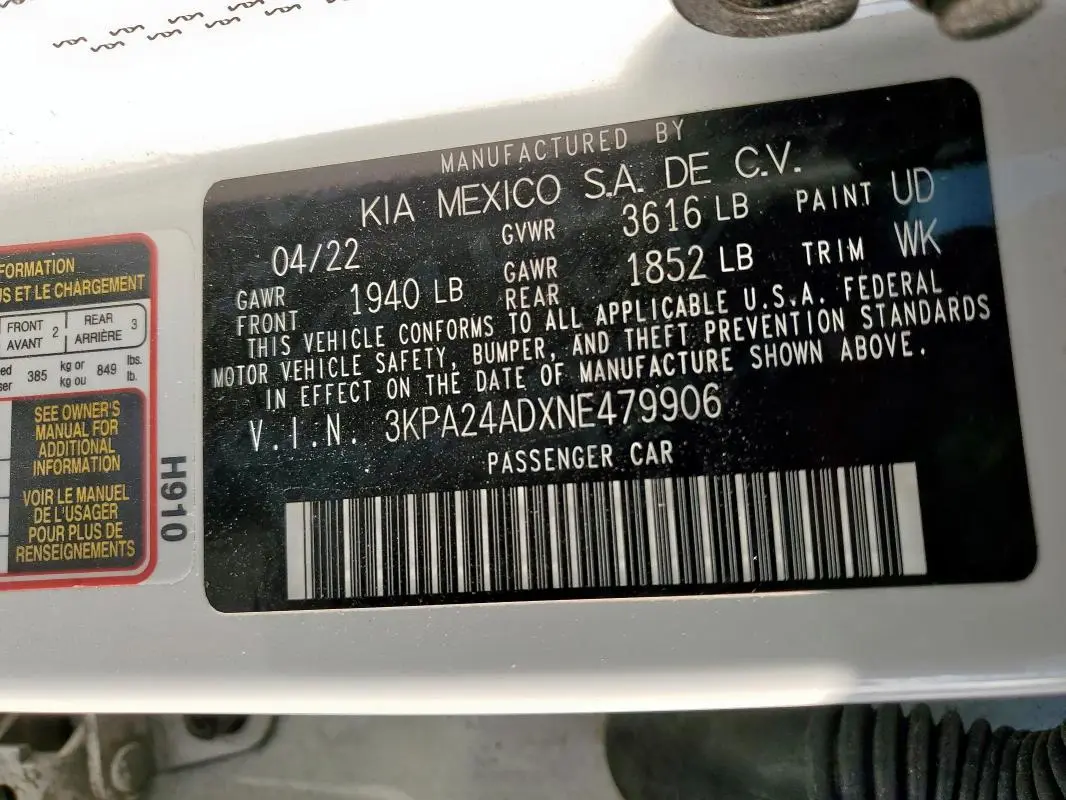 MANUFACTURED BY
KIA MEXICO S.A. DE C.V.
04/22 GVWR 3616 LB PAINT UD
GAWR FRONT 1940 LB GAWR REAR 1852 LB TRIM WK
THIS VEHICLE CONFORMS TO ALL APPLICABLE U.S.A. FEDERAL
MOTOR VEHICLE SAFETY, BUMPER, AND THEFT PREVENTION STANDARDS
IN EFFECT ON THE DATE OF MANUFACTURE SHOWN ABOVE.
V.I.N. 3KPA24ADXNE479906
PASSENGER CAR
US ET LE CHARGEMENT
FRONT AVANT 2 REAR ARRIÈRE 3
385 kg or kg ou 849 lbs. lb.
SEE OWNER'S
MANUAL FOR
ADDITIONAL
INFORMATION
VOIR LE MANUEL
DE L'USAGER
POUR PLUS DE
RENSEIGNEMENTS
H910